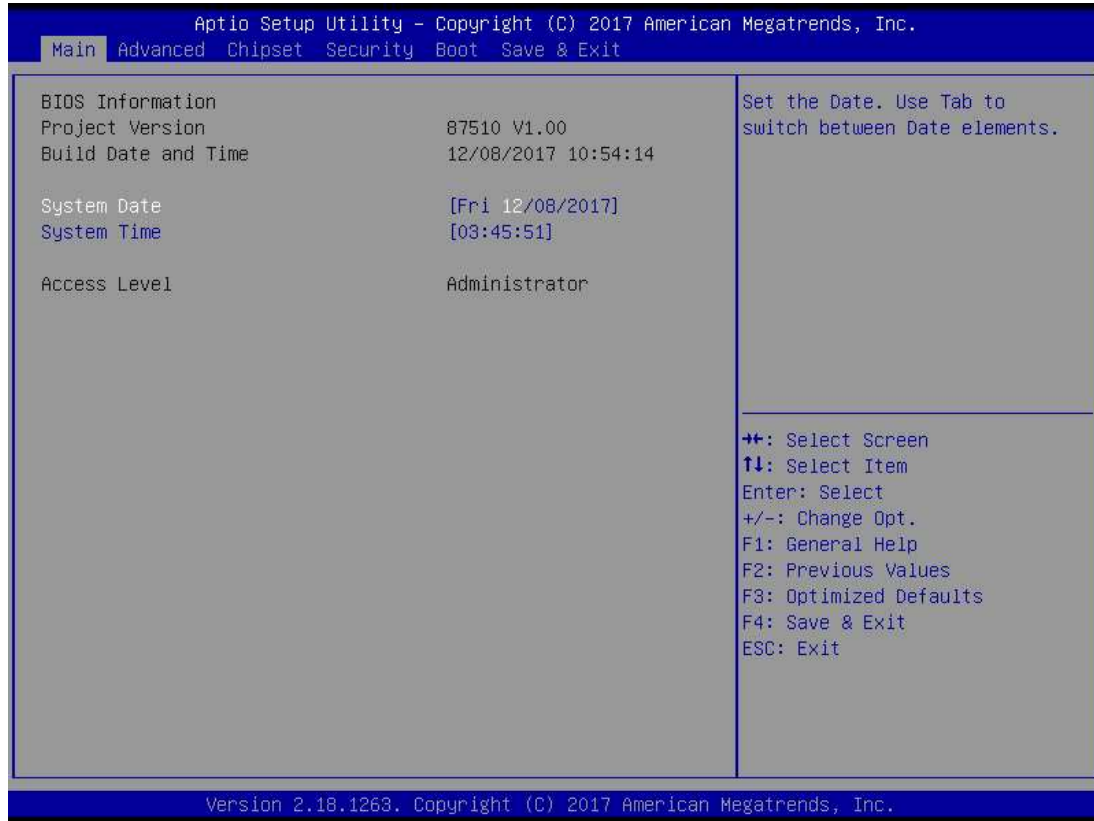 Aptio Setup Utility – Copyright (C) 2017 American Megatrends, Inc.
Main Advanced Chipset Security Boot Save & Exit
BIOS Information
Project Version 87510 V1.00
Build Date and Time 12/08/2017 10:54:14
System Date [Fri 12/08/2017]
System Time [03:45:51]
Access Level Administrator
Set the Date. Use Tab to
switch between Date elements.
→←: Select Screen
↑↓: Select Item
Enter: Select
+/-: Change Opt.
F1: General Help
F2: Previous Values
F3: Optimized Defaults
F4: Save & Exit
ESC: Exit
Version 2.18.1263. Copyright (C) 2017 American Megatrends, Inc.